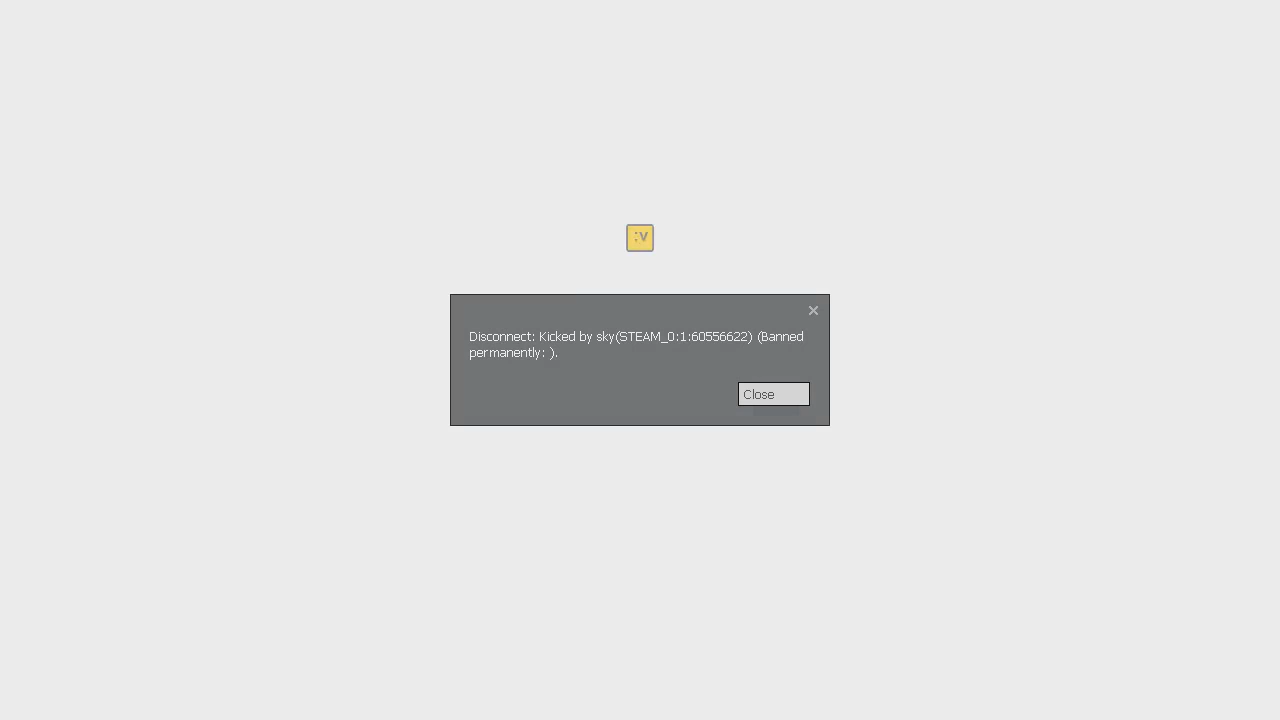 :v
Disconnect: Kicked by sky(STEAM_0:1:60556622) (Banned
permanently: ).
Close